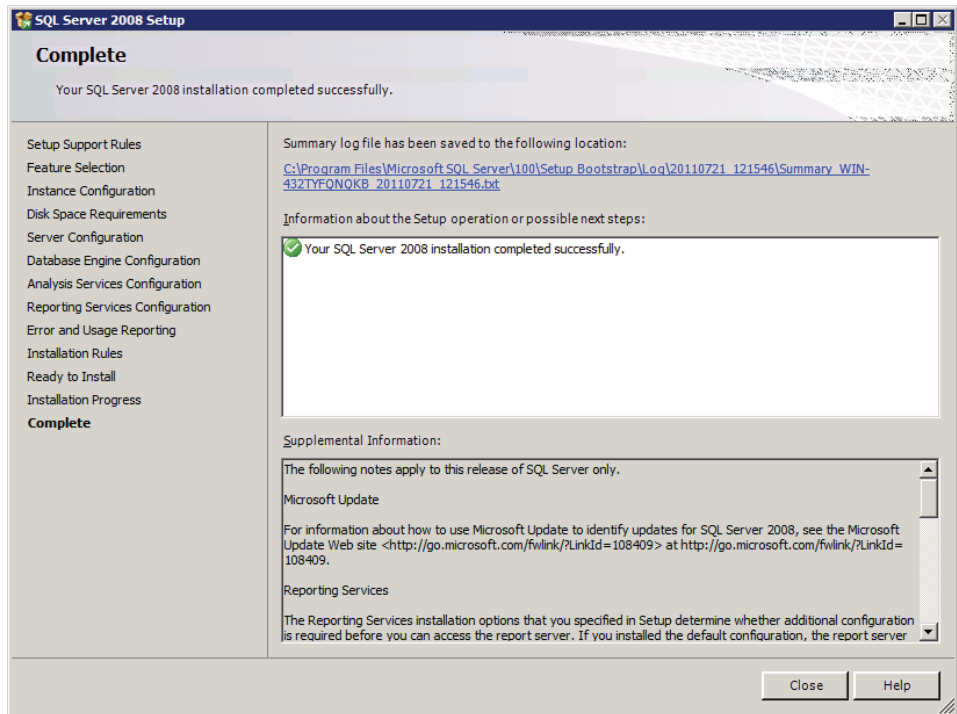 SQL Server 2008 Setup
Complete
Your SQL Server 2008 installation completed successfully.
Setup Support Rules
Feature Selection
Instance Configuration
Disk Space Requirements
Server Configuration
Database Engine Configuration
Analysis Services Configuration
Reporting Services Configuration
Error and Usage Reporting
Installation Rules
Ready to Install
Installation Progress
Complete
Summary log file has been saved to the following location:
C:\Program Files\Microsoft SQL Server\100\Setup Bootstrap\Log\20110721_121546\Summary_WIN-
432TYFQNQKB_20110721_121546.txt
Information about the Setup operation or possible next steps:
Your SQL Server 2008 installation completed successfully.
Supplemental Information:
The following notes apply to this release of SQL Server only.
Microsoft Update
For information about how to use Microsoft Update to identify updates for SQL Server 2008, see the Microsoft
Update Web site <http://go.microsoft.com/fwlink/?LinkId=108409> at http://go.microsoft.com/fwlink/?LinkId=
108409.
Reporting Services
The Reporting Services installation options that you specified in Setup determine whether additional configuration
is required before you can access the report server. If you installed the default configuration, the report server
Close
Help